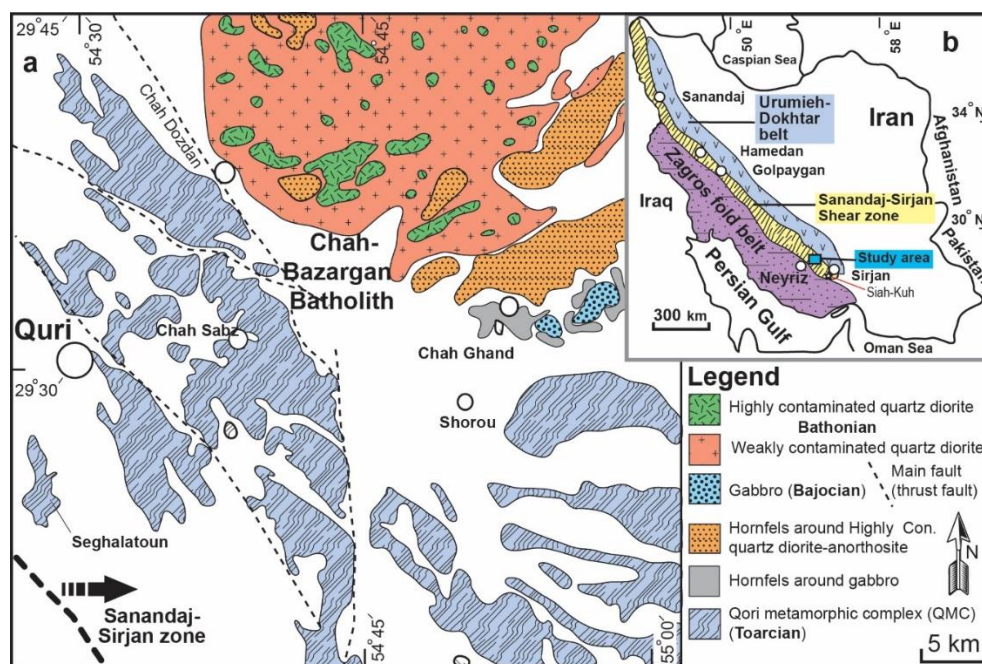 29°45
54°30
54°45
a
Chah Dozdan
Chah-
Bazargan
Batholith
Quri
Chah Sabz
29°30
Chah Ghand
Shorou
Seghalatoun
Sanandaj-
Sirjan zone
54°45
55°00
b
50°E
58°E
Caspian Sea
Sanandaj
Urumieh-
Dokhtar
belt
Iran
34°N
Hamedan
Golpaygan
Afghanistan
Zagros fold belt
Iraq
Sanandaj-Sirjan
Shear zone
30°N
Pakistan
Study area
Neyriz
Sirjan
Siah-Kuh
Persian Gulf
300 km
Oman Sea
Legend
Highly contaminated quartz diorite
Bathonian
Weakly contaminated quartz diorite
Gabbro (Bajocian)
Main fault
(thrust fault)
Hornfels around Highly Con.
quartz diorite-anorthosite
N
Hornfels around gabbro
Qori metamorphic complex (QMC)
(Toarcian)
5 km